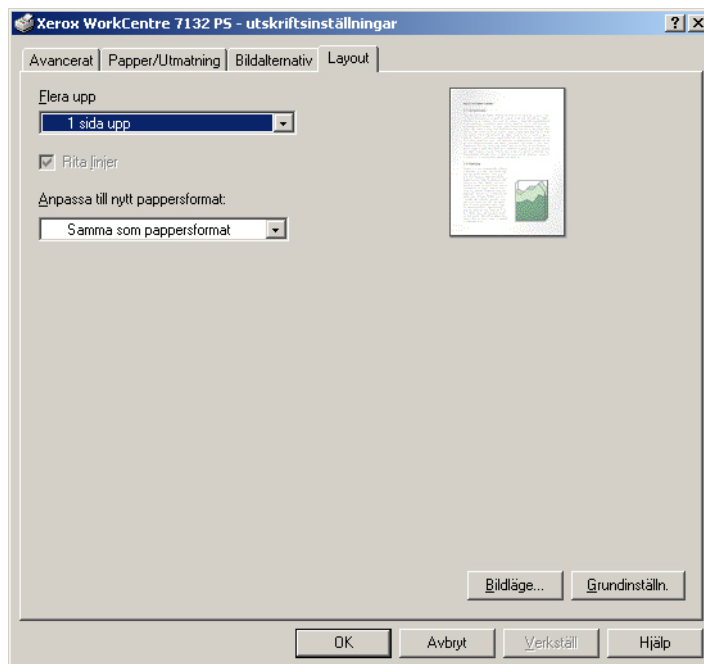 Xerox WorkCentre 7132 PS - utskriftsinställningar
Avancerat Papper/Utmatning Bildalternativ Layout
Flera upp
1 sida upp
Rita linjer
Anpassa till nytt pappersformat:
Samma som pappersformat
Bildläge... Grundinställn.
OK Avbryt Verkställ Hjälp